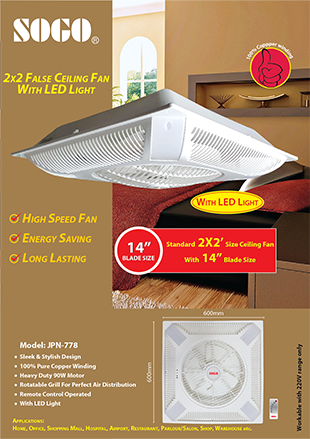 SOGO®
2x2 False Ceiling Fan
With LED Light
100% Coppper winding
With LED Light
High Speed Fan
Energy Saving
Long Lasting
14”
BLADE SIZE
Standard 2X2’ Size Ceiling Fan
With 14” Blade Size
600mm
600mm
SOGO
Model: JPN-778
• Sleek & Stylish Design
• 100% Pure Copper Winding
• Heavy Duty 90W Motor
• Rotatable Grill For Perfect Air Distribution
• Remote Control Operated
• With LED Light
Workable with 220V range only
Applications:
Home, Office, Shopping Mall, Hospital, Airport, Restaurant, Parlour/Salon, Shop, Warehouse etc.